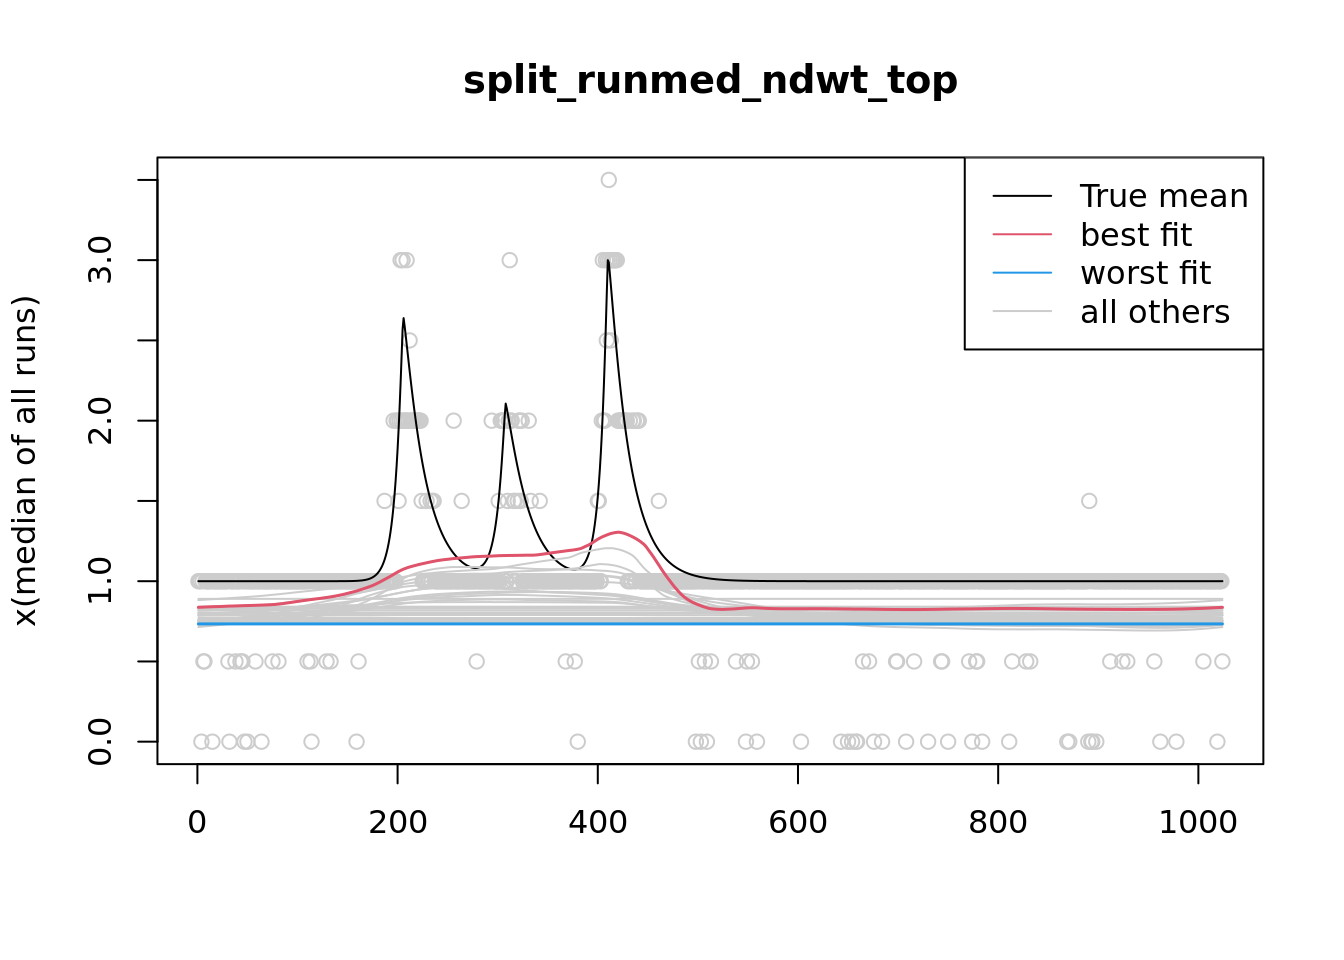 split_runmed_ndwt_top
x(median of all runs)
3.0
2.0
1.0
0.0
0 200 400 600 800 1000
True mean
best fit
worst fit
all others